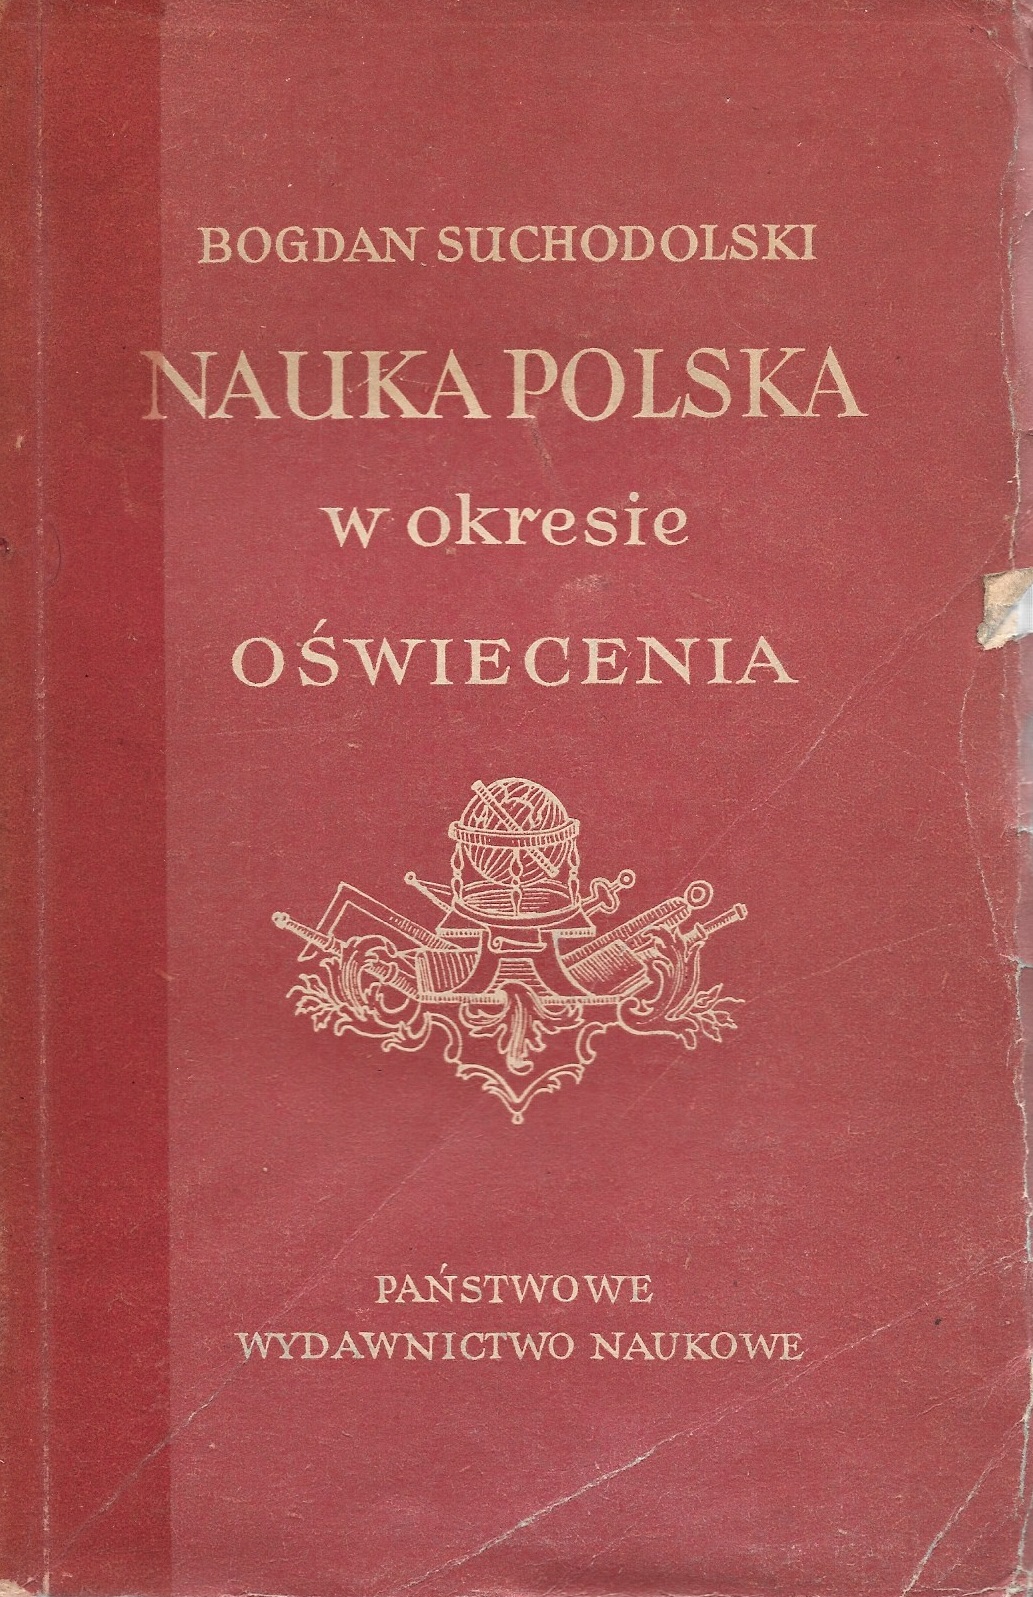 BOGDAN SUCHODOLSKI
NAUKA POLSKA
w okresie
OŚWIECENIA
PAŃSTWOWE
WYDAWNICTWO NAUKOWE